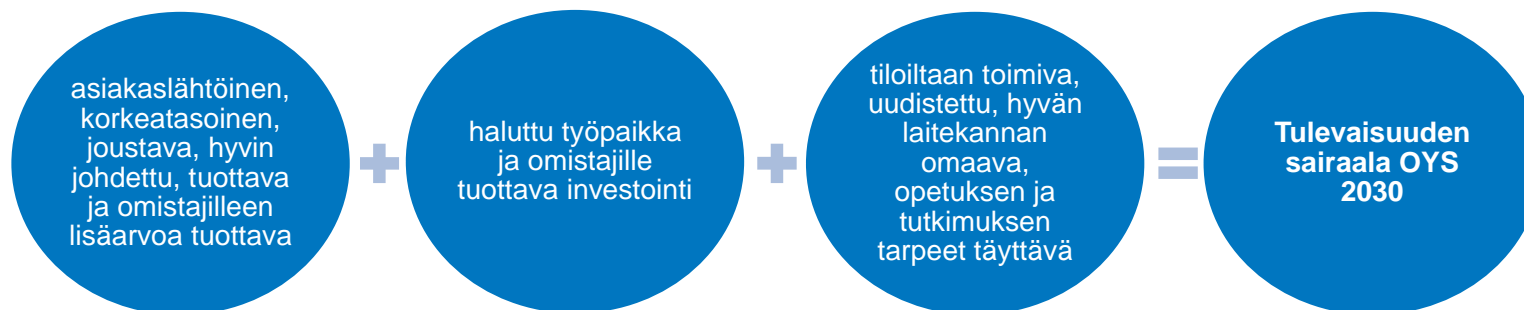 asiakaslähtöinen,
korkeatasoinen,
joustava, hyvin
johdettu, tuottava
ja omistajilleen
lisäarvoa tuottava
+
haluttu työpaikka
ja omistajille
tuottava investointi
+
tiloiltaan toimiva,
uudistettu, hyvän
laitekannan
omaava,
opetuksen ja
tutkimuksen
tarpeet täyttävä
=
Tulevaisuuden
sairaala OYS
2030